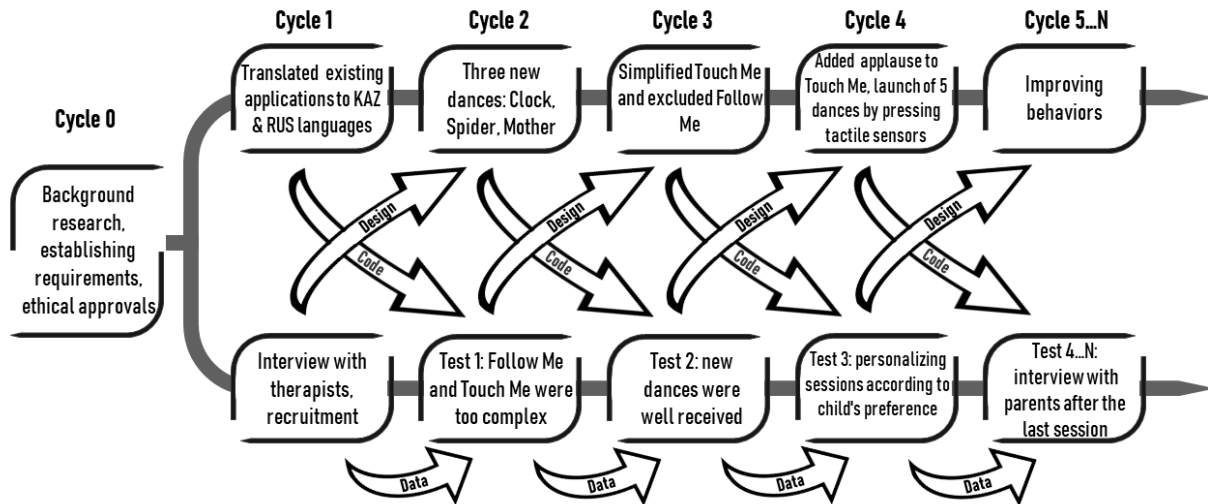 Cycle 1
Cycle 2
Cycle 3
Cycle 4
Cycle 5...N
Translated existing
applications to KAZ
& RUS languages
Three new
dances: Clock,
Spider, Mother
Simplified Touch Me
and excluded Follow
Me
Added applause to
Touch Me, launch of 5
dances by pressing
tactile sensors
Improving
behaviors
Cycle 0
Background
research,
establishing
requirements,
ethical approvals
Design
Code
Design
Code
Design
Code
Design
Code
Interview with
therapists,
recruitment
Test 1: Follow Me
and Touch Me were
too complex
Test 2: new
dances were
well received
Test 3: personalizing
sessions according to
child's preference
Test 4...N:
interview with
parents after the
last session
Data
Data
Data
Data